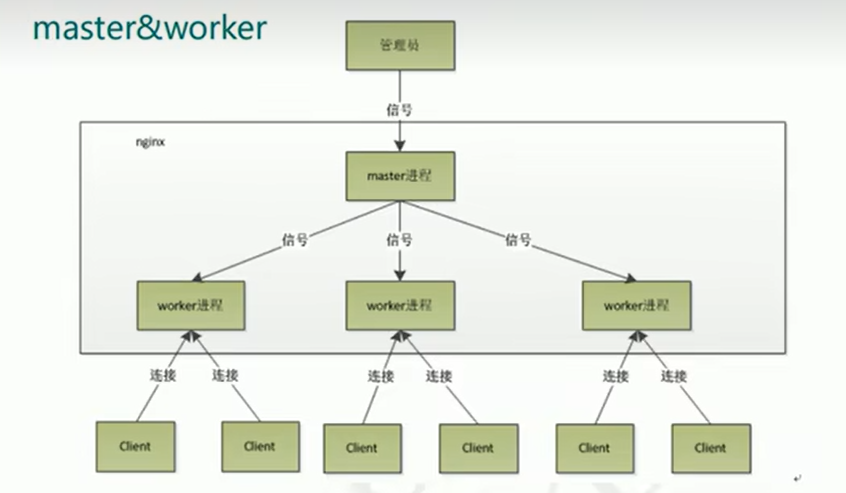 master&worker
管理员
信号
nginx
master进程
信号 信号 信号
worker进程 worker进程 worker进程
连接 连接 连接 连接 连接 连接
Client Client Client Client Client Client